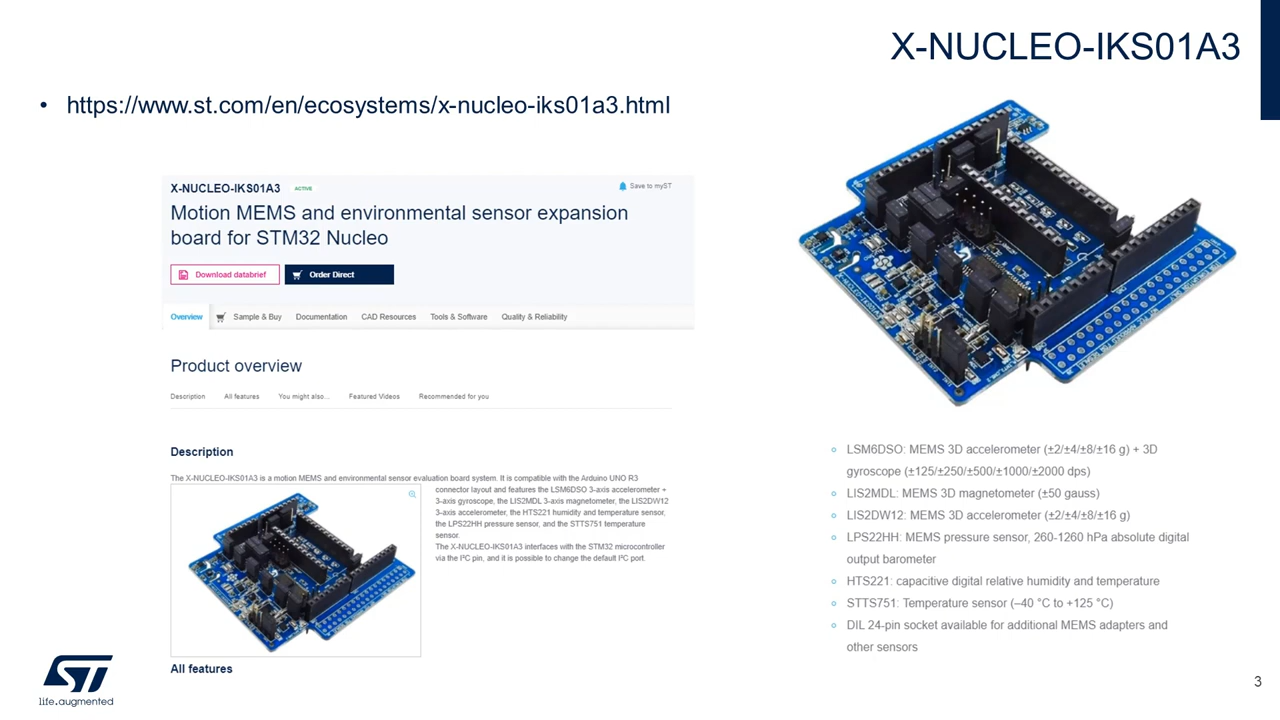 X-NUCLEO-IKS01A3
• https://www.st.com/en/ecosystems/x-nucleo-iks01a3.html
X-NUCLEO-IKS01A3 ACTIVE
Save to myST
Motion MEMS and environmental sensor expansion
board for STM32 Nucleo
Download databrief
Order Direct
Overview Sample & Buy Documentation CAD Resources Tools & Software Quality & Reliability
Product overview
Description All features You might also... Featured Videos Recommended for you
Description
The X-NUCLEO-IKS01A3 is a motion MEMS and environmental sensor evaluation board system. It is compatible with the Arduino UNO R3
connector layout and features the LSM6DSO 3-axis accelerometer +
3-axis gyroscope, the LIS2MDL 3-axis magnetometer, the LIS2DW12
3-axis accelerometer, the HTS221 humidity and temperature sensor,
the LPS22HH pressure sensor, and the STTS751 temperature
sensor.
The X-NUCLEO-IKS01A3 interfaces with the STM32 microcontroller
via the I²C pin, and it is possible to change the default I²C port.
All features
X-NUCLEO-IKS01A3
LSM6DSO: MEMS 3D accelerometer (±2/±4/±8/±16 g) + 3D
gyroscope (±125/±250/±500/±1000/±2000 dps)
LIS2MDL: MEMS 3D magnetometer (±50 gauss)
LIS2DW12: MEMS 3D accelerometer (±2/±4/±8/±16 g)
LPS22HH: MEMS pressure sensor, 260-1260 hPa absolute digital
output barometer
HTS221: capacitive digital relative humidity and temperature
STTS751: Temperature sensor (–40 °C to +125 °C)
DIL 24-pin socket available for additional MEMS adapters and
other sensors
ST
life.augmented
3